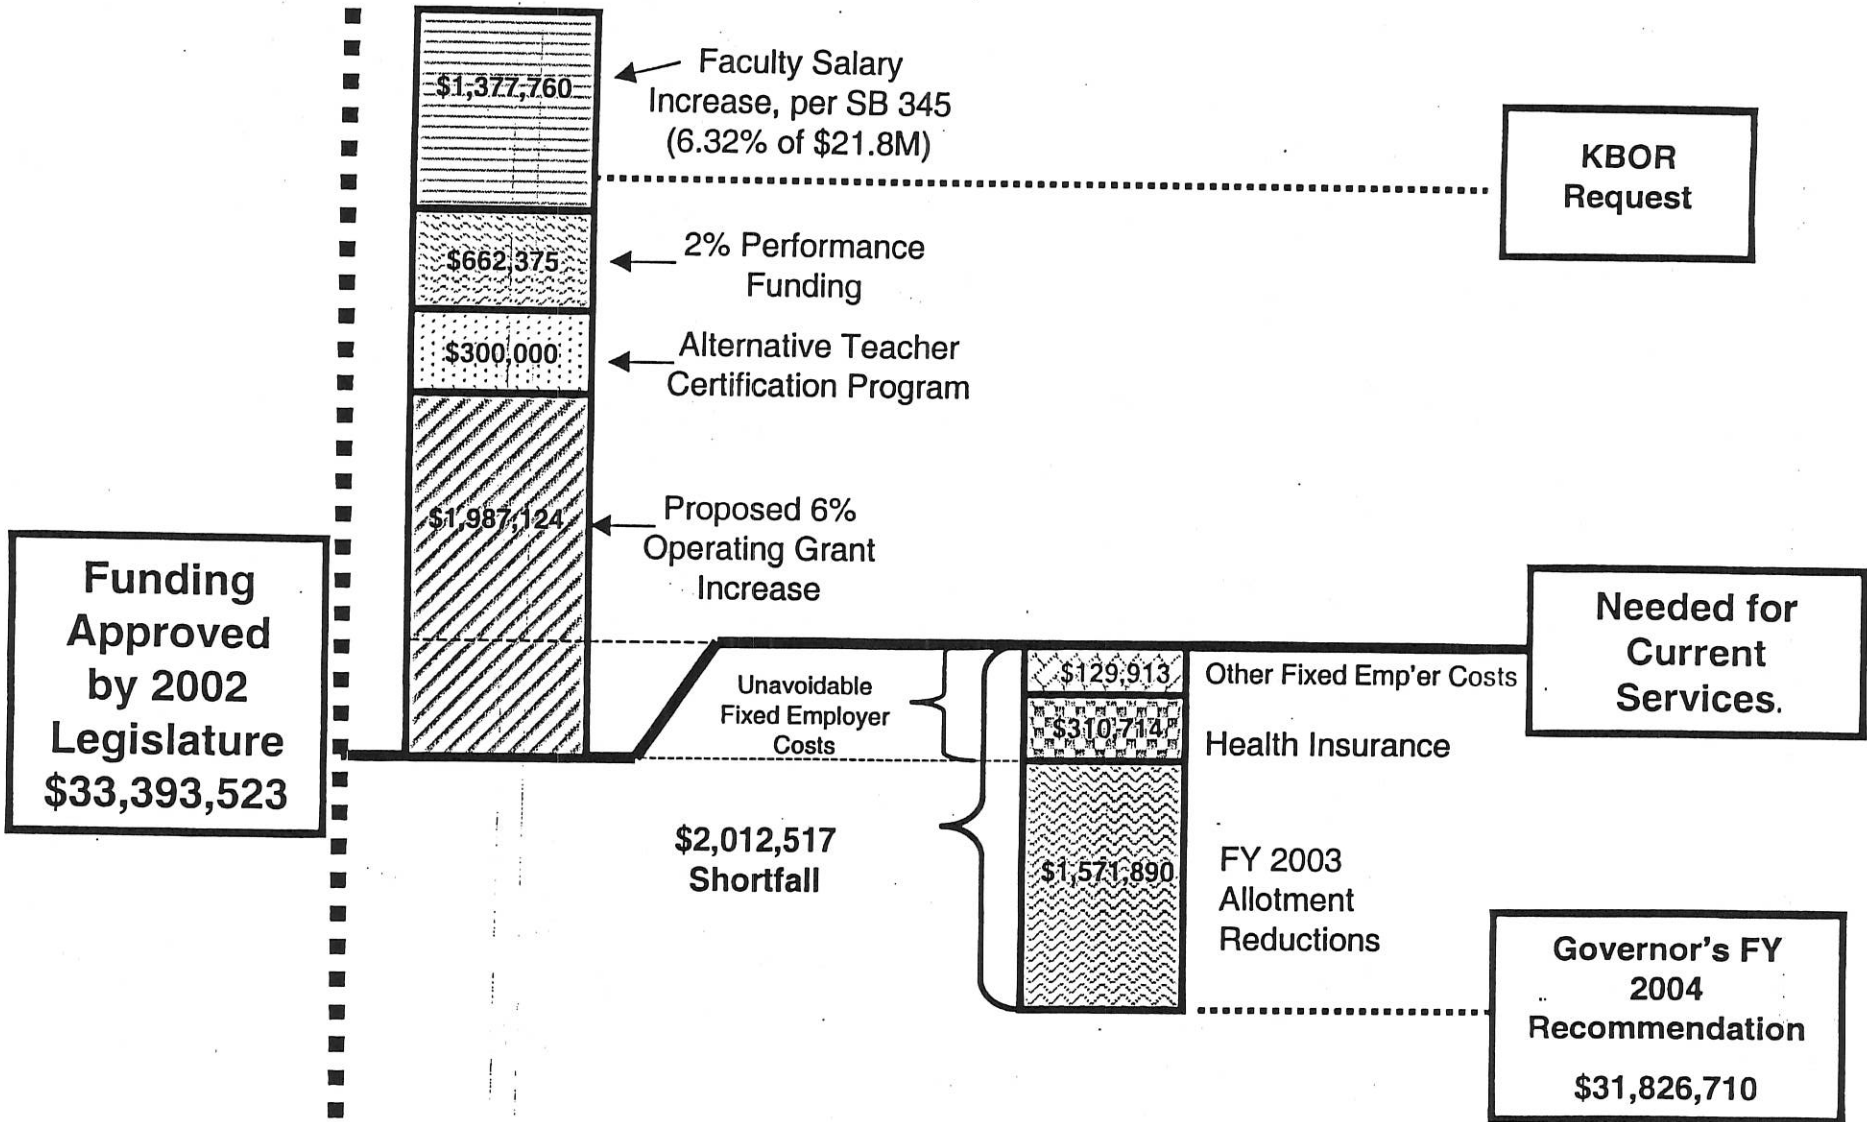 $1,377,760
Faculty Salary
Increase, per SB 345
(6.32% of $21.8M)
KBOR
Request
$662,375
2% Performance
Funding
$300,000
Alternative Teacher
Certification Program
$1,987,124
Proposed 6%
Operating Grant
Increase
Funding
Approved
by 2002
Legislature
$33,393,523
Unavoidable
Fixed Employer
Costs
$129,913
Other Fixed Emp'er Costs
$310,714
Health Insurance
Needed for
Current
Services.
$2,012,517
Shortfall
$1,571,890
FY 2003
Allotment
Reductions
Governor's FY
2004
Recommendation
$31,826,710